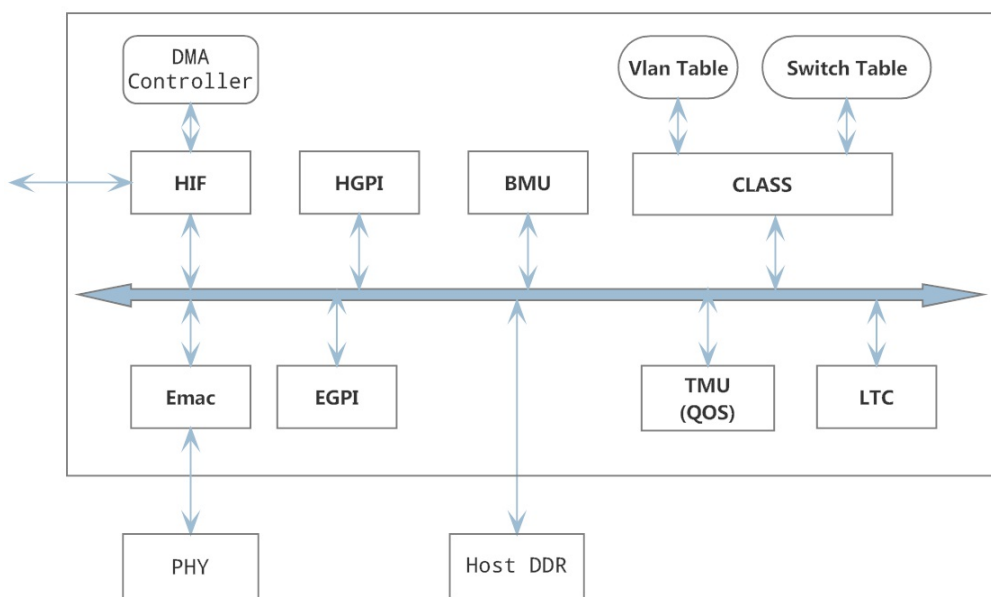 DMA
Controller
Vlan Table
Switch Table
HIF
HGPI
BMU
CLASS
Emac
EGPI
TMU
(QOS)
LTC
PHY
Host DDR